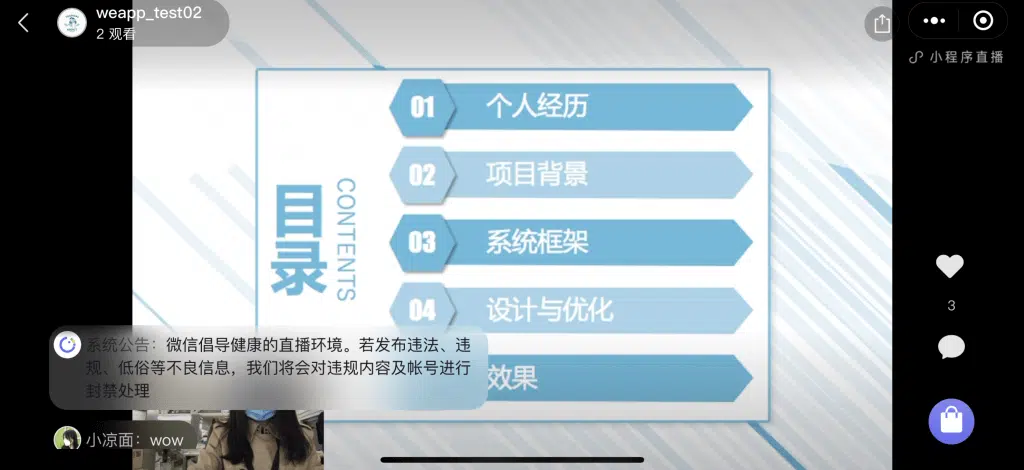 weapp_test02
2 观看
小程序直播
目录
CONTENTS
01 个人经历
02 项目背景
03 系统框架
04 设计与优化
效果
3
系统公告：微信倡导健康的直播环境。若发布违法、违
规、低俗等不良信息，我们将会对违规内容及帐号进行
封禁处理
小凉面：wow